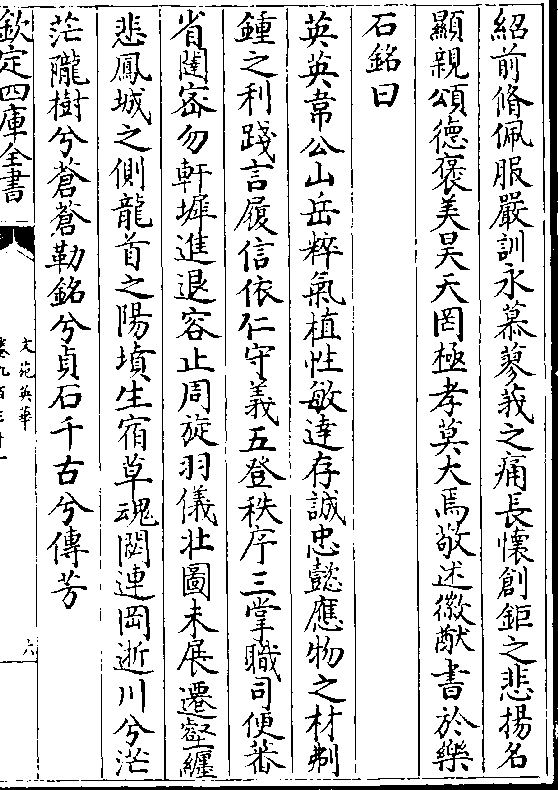 紹前脩佩服嚴訓永慕蓼莪之痛長懷創鉅之悲揚名
顯親頌德褒美昊天罔極孝莫大焉敬述徽猷書於樂
石銘曰
英英韋公山岳粹氣植性敏達存誠忠懿應物之材剸
鍾之利踐言履信依仁守義五登秩序三掌職司便蕃
省闥密勿軒墀進退容止周旋羽儀壮圖未展遷壑纏
悲鳳城之側龍首之陽墳生宿草魂閟連岡逝川兮茫
茫隴樹兮蒼蒼勒銘兮貞石千古兮傳芳
欽定四庫全書
文苑英華
卷九百三十一
六